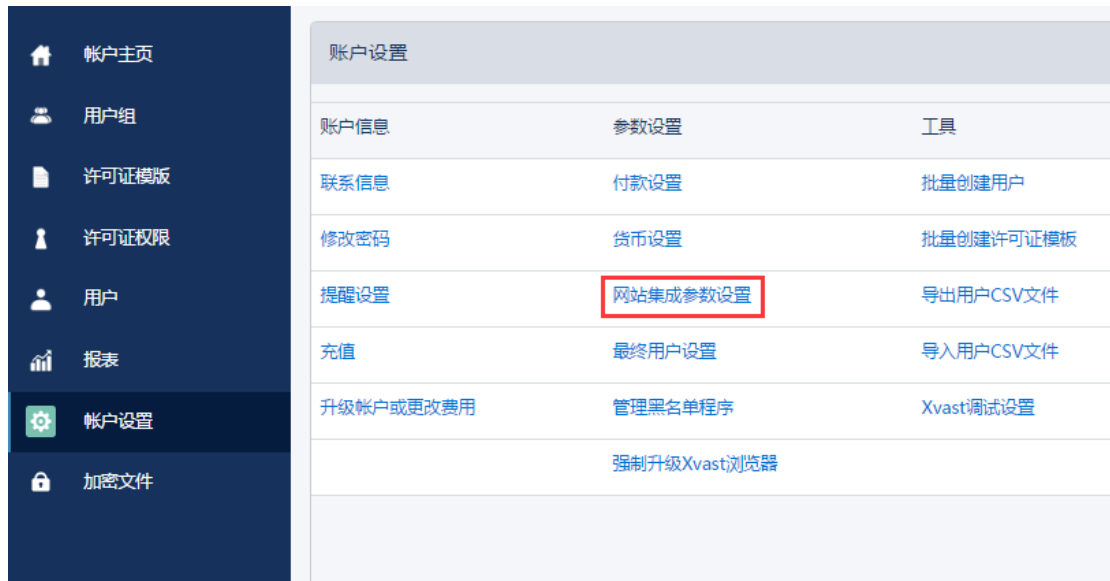 帐户主页
用户组
许可证模版
许可证权限
用户
报表
帐户设置
加密文件
账户设置
账户信息 参数设置 工具
联系信息 付款设置 批量创建用户
修改密码 货币设置 批量创建许可证模板
提醒设置 网站集成参数设置 导出用户CSV文件
充值 最终用户设置 导入用户CSV文件
升级帐户或更改费用 管理黑名单程序 Xvast调试设置
强制升级Xvast浏览器